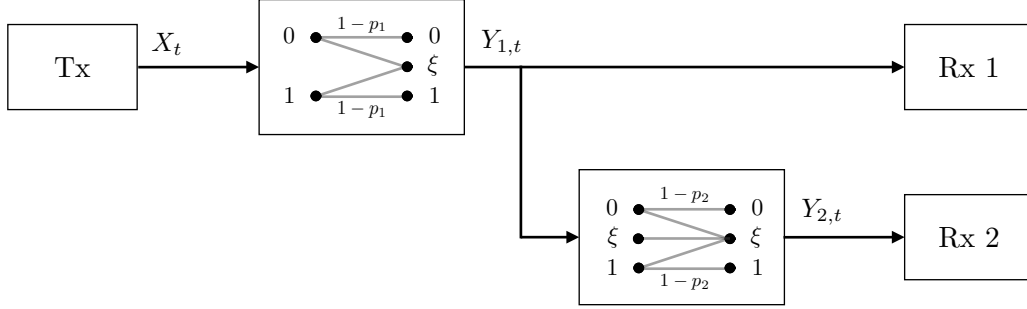 Tx
X_t
0
1
1 − p_1
1 − p_1
0
ξ
1
Y_{1,t}
Rx 1
0
ξ
1
1 − p_2
1 − p_2
0
ξ
1
Y_{2,t}
Rx 2